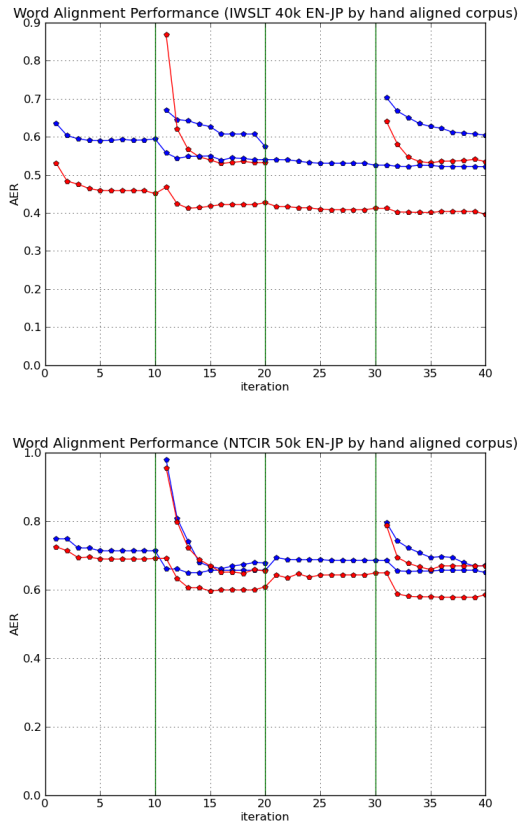 Word Alignment Performance (IWSLT 40k EN-JP by hand aligned corpus)
0.9
0.8
0.7
0.6
0.5
0.4
0.3
0.2
0.1
0.0
AER
0 5 10 15 20 25 30 35 40
iteration
Word Alignment Performance (NTCIR 50k EN-JP by hand aligned corpus)
1.0
0.8
0.6
0.4
0.2
0.0
AER
0 5 10 15 20 25 30 35 40
iteration